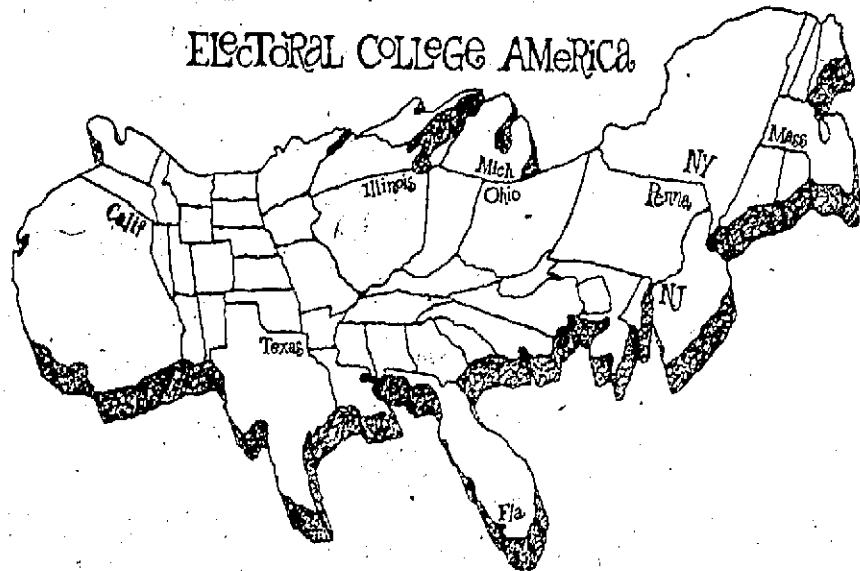 ELECTORAL COLLEGE AMERICA
Mass
NY
Mich
Illinois
Ohio
Penna
Calif
NJ
Texas
Fla